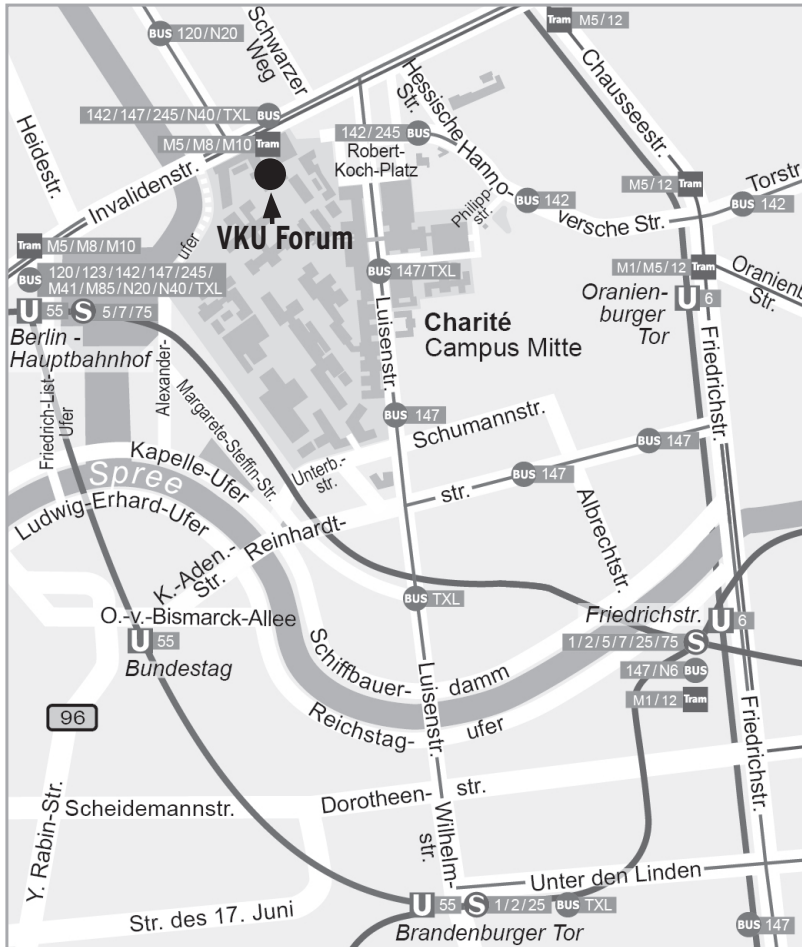 BUS 120/N20
Schwarzer
Weg
Tram M5/12
Chausseestr.
Hessische
Str.
Heidestr.
142/147/245/N40/TXL BUS
M5/M8/M10 Tram
142/245 BUS
Robert-
Koch-Platz
Hanno-
versche Str.
Invalidenstr.
VKU Forum
Philipp-
str.
BUS 142
M5/12 Tram
Torstr
BUS 142
Tram M5/M8/M10
ufer
BUS 120/123/142/147/245/
M41/M85/N20/N40/TXL
U 55 S 5/7/75
Berlin -
Hauptbahnhof
BUS 147/TXL
Luisenstr.
M1/M5/12 Tram
Oranienb
Str.
Oranien-
burger
Tor
U 6
Charité
Campus Mitte
Friedrichstr.
Friedrich-List-
Ufer
Alexander-
Margarete-Steffin-Str.
BUS 147
Schumannstr.
BUS 147
Kapelle-Ufer
Unterb.-
str.
BUS 147
Spree
Ludwig-Erhard-Ufer
Reinhardt-
str.
Albrechtstr.
K.-Aden.-
Str.
BUS TXL
O.-v.-Bismarck-Allee
U 55
Bundestag
Friedrichstr.
U 6
1/2/5/7/25/75 S
147/N6 BUS
M1/12 Tram
Schiffbauer-
damm
Reichstag-
ufer
Luisenstr.
Friedrichstr.
96
Y. Rabin-Str.
Scheidemannstr.
Dorotheen-
str.
Wilhelm-
str.
Unter den Linden
Str. des 17. Juni
U 55 S 1/2/25 BUS TXL
Brandenburger Tor
BUS 147